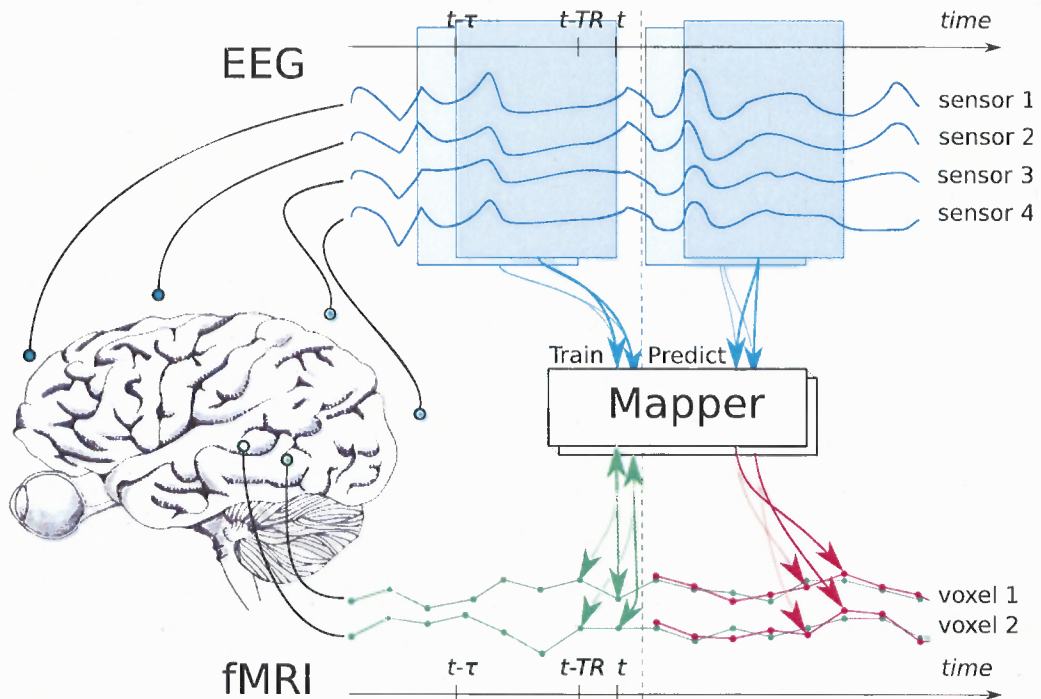 t-τ t-TR t time
EEG
sensor 1
sensor 2
sensor 3
sensor 4
Train Predict
Mapper
voxel 1
voxel 2
fMRI t-τ t-TR t time